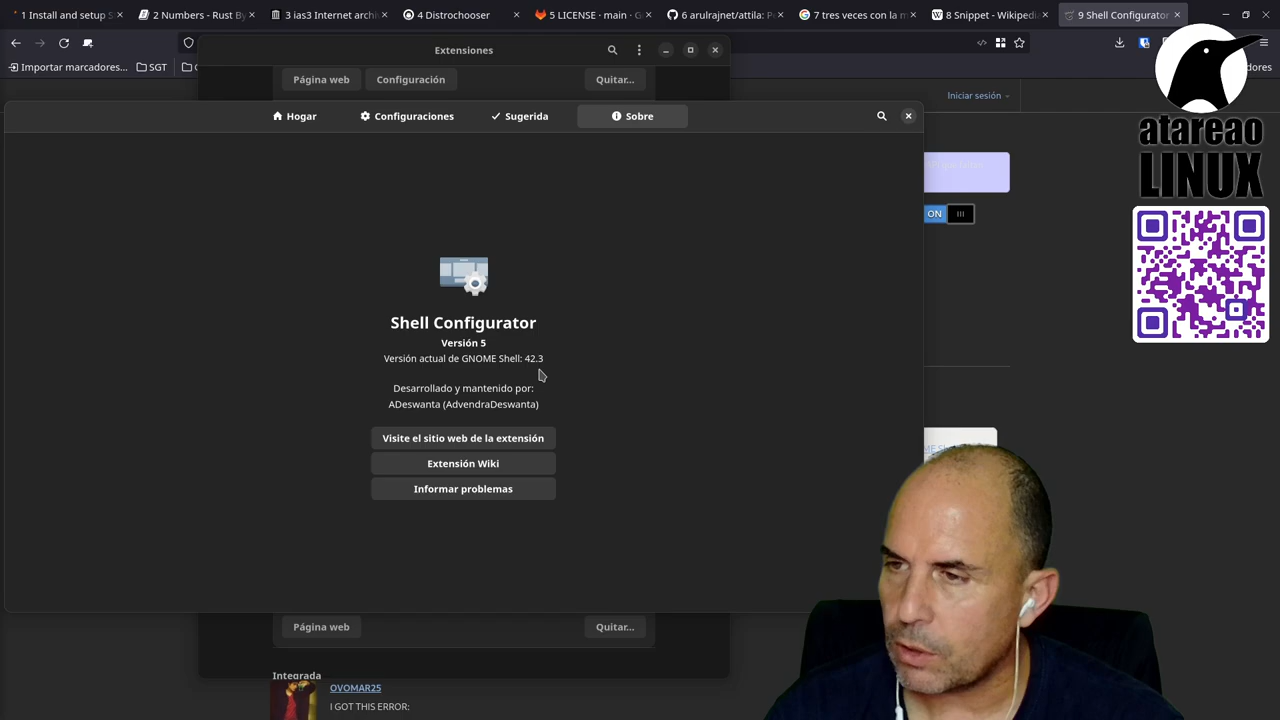 1 Install and setup S
2 Numbers - Rust By
3 ias3 Internet archi
4 Distrochooser
5 LICENSE · main · G
6 arulrajnet/attila: P
7 tres veces con la m
8 Snippet - Wikipedia
9 Shell Configurator
Importar marcadores...
SGT
dores
Extensiones
Página web
Configuración
Quitar...
Iniciar sesión
Hogar
Configuraciones
Sugerida
Sobre
atareao
LINUX
ON
Shell Configurator
Versión 5
Versión actual de GNOME Shell: 42.3
Desarrollado y mantenido por:
ADeswanta (AdvendraDeswanta)
Visite el sitio web de la extensión
Extensión Wiki
Informar problemas
Página web
Quitar...
Integrada
OVOMAR25
I GOT THIS ERROR: